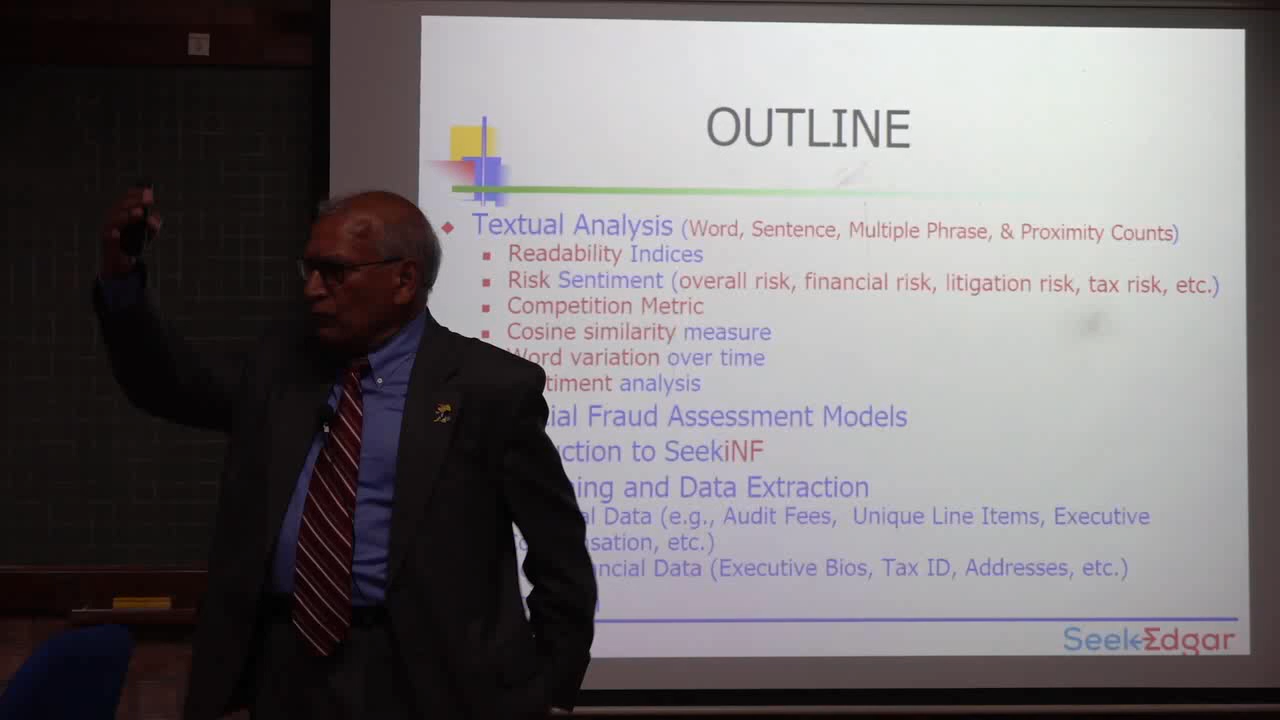 OUTLINE
Textual Analysis (Word, Sentence, Multiple Phrase, & Proximity Counts)
Readability Indices
Risk Sentiment (overall risk, financial risk, litigation risk, tax risk, etc.)
Competition Metric
Cosine similarity measure
Word variation over time
timent analysis
ial Fraud Assessment Models
uction to SeekiNF
ing and Data Extraction
al Data (e.g., Audit Fees, Unique Line Items, Executive
sation, etc.)
ncial Data (Executive Bios, Tax ID, Addresses, etc.)
SeekEdgar